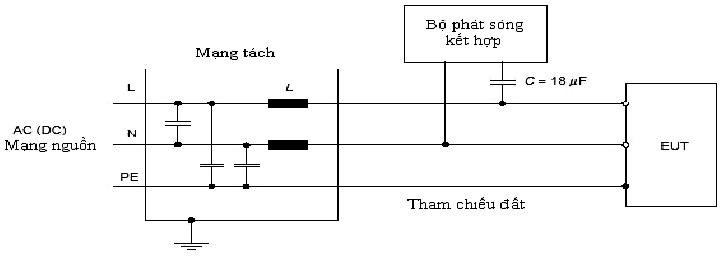 Bộ phát sóng
kết hợp
Mạng tách
L
L
C = 18 µF
AC (DC)
N
Mạng nguồn
EUT
PE
Tham chiếu đất